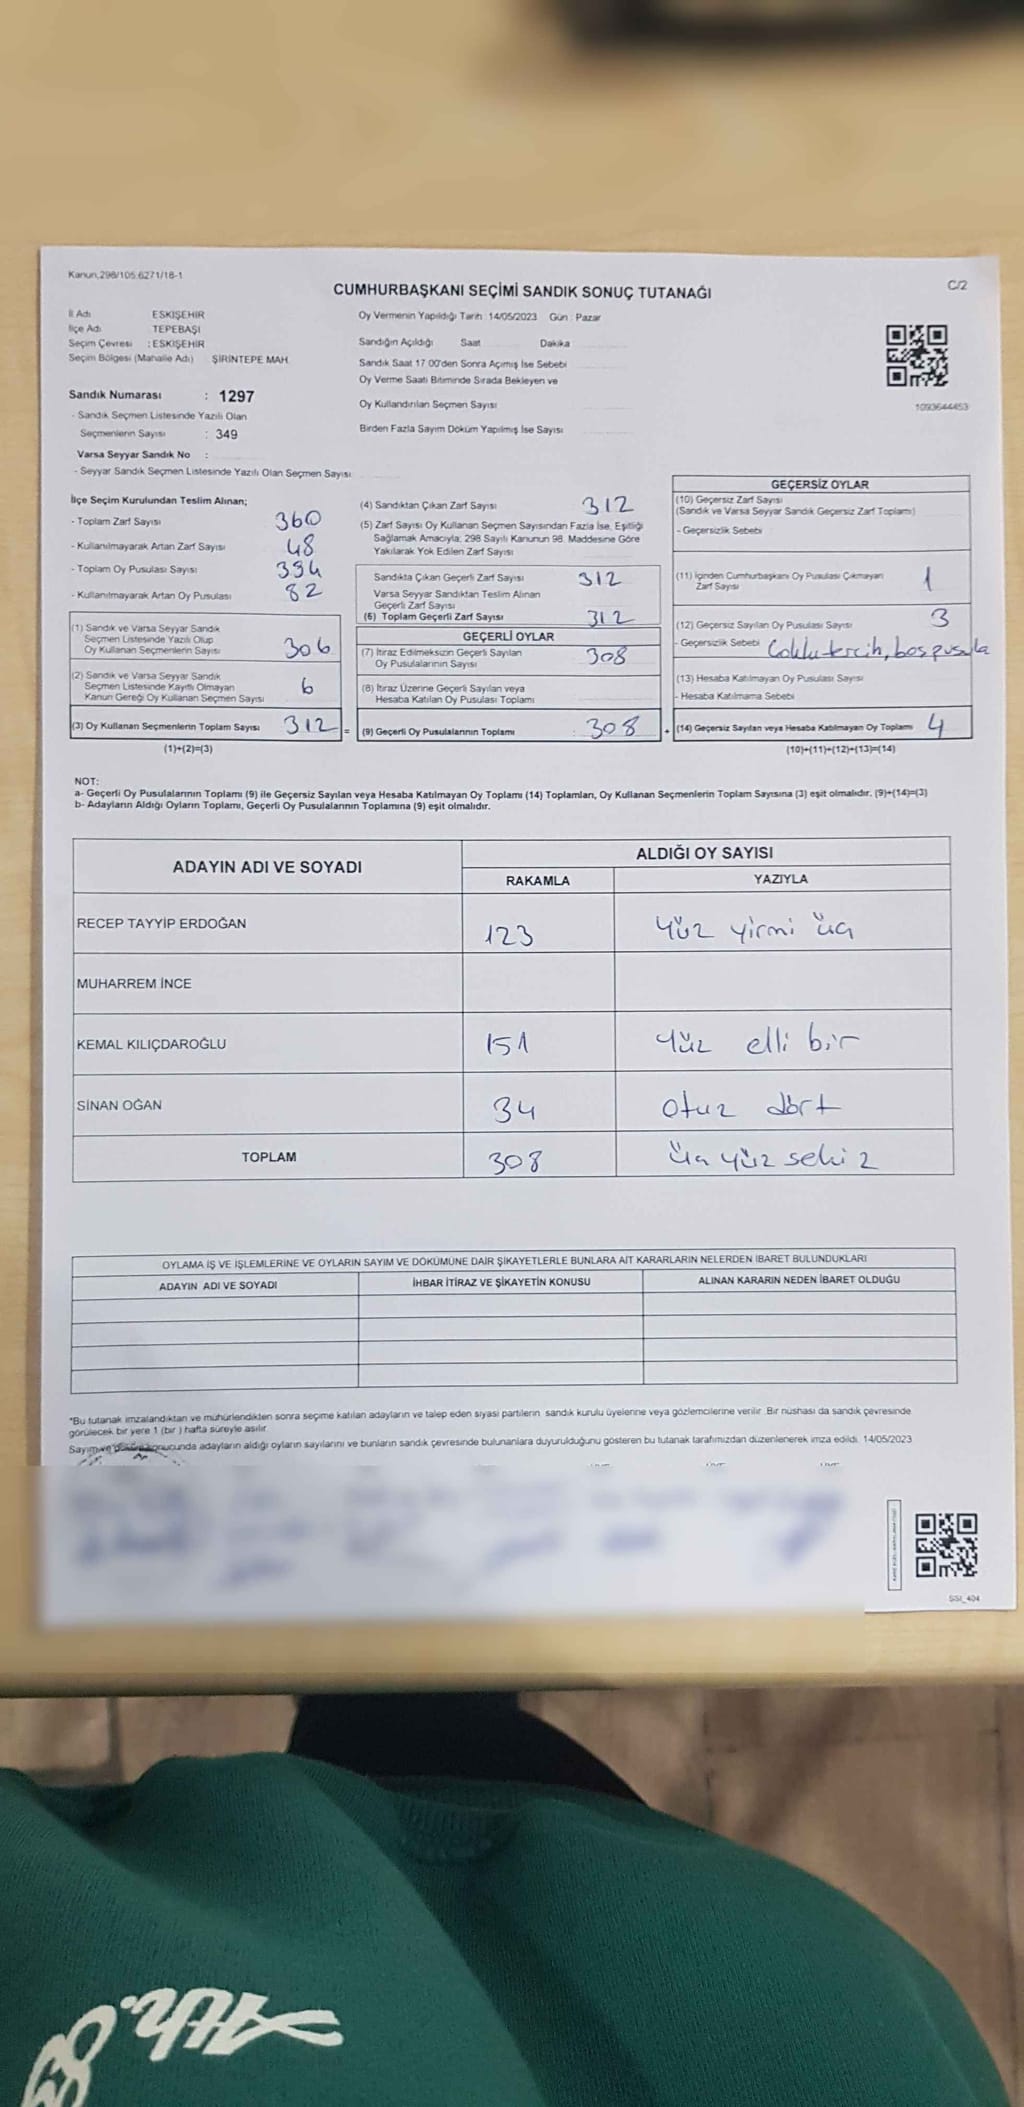 Kanun,298/105 6271/18-1
C/2
CUMHURBAŞKANI SEÇİMİ SANDIK SONUÇ TUTANAĞI
İl Adı ESKİŞEHİR
İlçe Adı TEPEBAŞI
Seçim Çevresi : ESKİŞEHİR
Seçim Bölgesi (Mahalle Adı) ŞİRİNTEPE MAH.
Sandık Numarası : 1297
- Sandık Seçmen Listesinde Yazılı Olan
Seçmenlerin Sayısı : 349
Varsa Seyyar Sandık No :
- Seyyar Sandık Seçmen Listesinde Yazılı Olan Seçmen Sayısı
Oy Vermenin Yapıldığı Tarih : 14/05/2023 Gün : Pazar
Sandığın Açıldığı Saat Dakika
Sandık Saat 17.00'den Sonra Açımış İse Sebebi
Oy Verme Saati Bitiminde Sırada Bekleyen ve
Oy Kullandırılan Seçmen Sayısı
Birden Fazla Sayım Döküm Yapılmış İse Sayısı
1093644453
İlçe Seçim Kurulundan Teslim Alınan;
- Toplam Zarf Sayısı 360
- Kullanılmayarak Artan Zarf Sayısı 48
- Toplam Oy Pusulası Sayısı 394
- Kullanılmayarak Artan Oy Pusulası 82
(1) Sandık ve Varsa Seyyar Sandık
Seçmen Listesinde Yazılı Olup
Oy Kullanan Seçmenlerin Sayısı 306
(2) Sandık ve Varsa Seyyar Sandık
Seçmen Listesinde Kayıtlı Olmayan
Kanun Gereği Oy Kullanan Seçmen Sayısı 6
(3) Oy Kullanan Seçmenlerin Toplam Sayısı 312 =
(1)+(2)=(3)
(4) Sandıktan Çıkan Zarf Sayısı 312
(5) Zarf Sayısı Oy Kullanan Seçmen Sayısından Fazla İse, Eşitliği
Sağlamak Amacıyla; 298 Sayılı Kanunun 98. Maddesine Göre
Yakılarak Yok Edilen Zarf Sayısı
Sandıkta Çıkan Geçerli Zarf Sayısı 312
Varsa Seyyar Sandıktan Teslim Alınan
Geçerli Zarf Sayısı
(6) Toplam Geçerli Zarf Sayısı 312
GEÇERLİ OYLAR
(7) İtiraz Edilmeksizin Geçerli Sayılan
Oy Pusulalarının Sayısı 308
(8) İtiraz Üzerine Geçerli Sayılan veya
Hesaba Katılan Oy Pusulası Toplamı
(9) Geçerli Oy Pusulalarının Toplamı : 308 +
GEÇERSİZ OYLAR
(10) Geçersiz Zarf Sayısı
(Sandık ve Varsa Seyyar Sandık Geçersiz Zarf Toplamı)
- Geçersizlik Sebebi
(11) İçinden Cumhurbaşkanı Oy Pusulası Çıkmayan
Zarf Sayısı 1
(12) Geçersiz Sayılan Oy Pusulası Sayısı 3
- Geçersizlik Sebebi Çoklu tercih, boş pusula
(13) Hesaba Katılmayan Oy Pusulası Sayısı
- Hesaba Katılmama Sebebi
(14) Geçersiz Sayılan veya Hesaba Katılmayan Oy Toplamı 4
(10)+(11)+(12)+(13)=(14)
NOT:
a- Geçerli Oy Pusulalarının Toplamı (9) ile Geçersiz Sayılan veya Hesaba Katılmayan Oy Toplamı (14) Toplamları, Oy Kullanan Seçmenlerin Toplam Sayısına (3) eşit olmalıdır. (9)+(14)=(3)
b- Adayların Aldığı Oyların Toplamı, Geçerli Oy Pusulalarının Toplamına (9) eşit olmalıdır.
ADAYIN ADI VE SOYADI ALDIĞI OY SAYISI
RAKAMLA YAZIYLA
RECEP TAYYİP ERDOĞAN 123 Yüz yirmi üç
MUHARREM İNCE
KEMAL KILIÇDAROĞLU 151 Yüz elli bir
SİNAN OĞAN 34 otuz dört
TOPLAM 308 üç yüz sekiz
OYLAMA İŞ VE İŞLEMLERİNE VE OYLARIN SAYIM VE DÖKÜMÜNE DAİR ŞİKAYETLERLE BUNLARA AİT KARARLARIN NELERDEN İBARET BULUNDUKLARI
ADAYIN ADI VE SOYADI İHBAR İTİRAZ VE ŞİKAYETİN KONUSU ALINAN KARARIN NEDEN İBARET OLDUĞU
*Bu tutanak imzalandıktan ve mühürlendikten sonra seçime katılan adayların ve talep eden siyasi partilerin sandık kurulu üyelerine veya gözlemcilerine verilir. Bir nüshası da sandık çevresinde
görülecek bir yere 1 (bir ) hafta süreyle asılır.
Sayım ve döküm sonucunda adayların aldığı oyların sayılarını ve bunların sandık çevresinde bulunanlara duyurulduğunu gösteren bu tutanak tarafımızdan düzenlenerek imza edildi. 14/05/2023
SSI_404